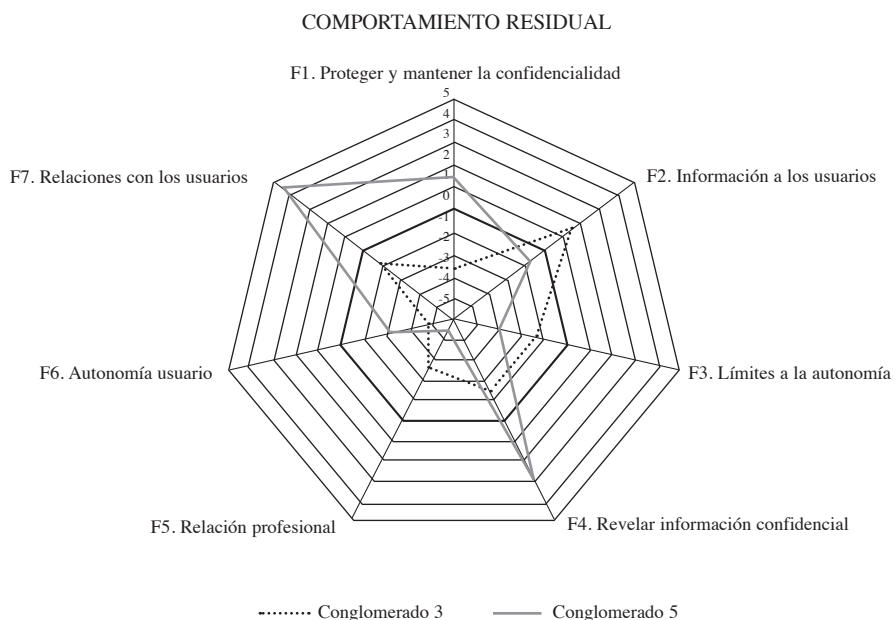 COMPORTAMIENTO RESIDUAL
F1. Proteger y mantener la confidencialidad
5
4
3
2
1
0
-1
-2
-3
-4
-5
F7. Relaciones con los usuarios
F2. Información a los usuarios
F6. Autonomía usuario
F3. Límites a la autonomía
F5. Relación profesional
F4. Revelar información confidencial
Conglomerado 3
Conglomerado 5